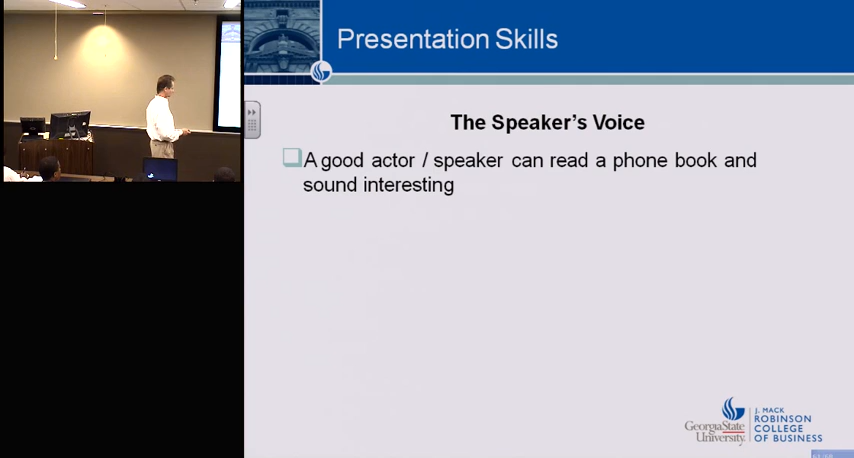 Presentation Skills
The Speaker's Voice
A good actor / speaker can read a phone book and
sound interesting
GeorgiaState
University
J. MACK
ROBINSON
COLLEGE
OF BUSINESS